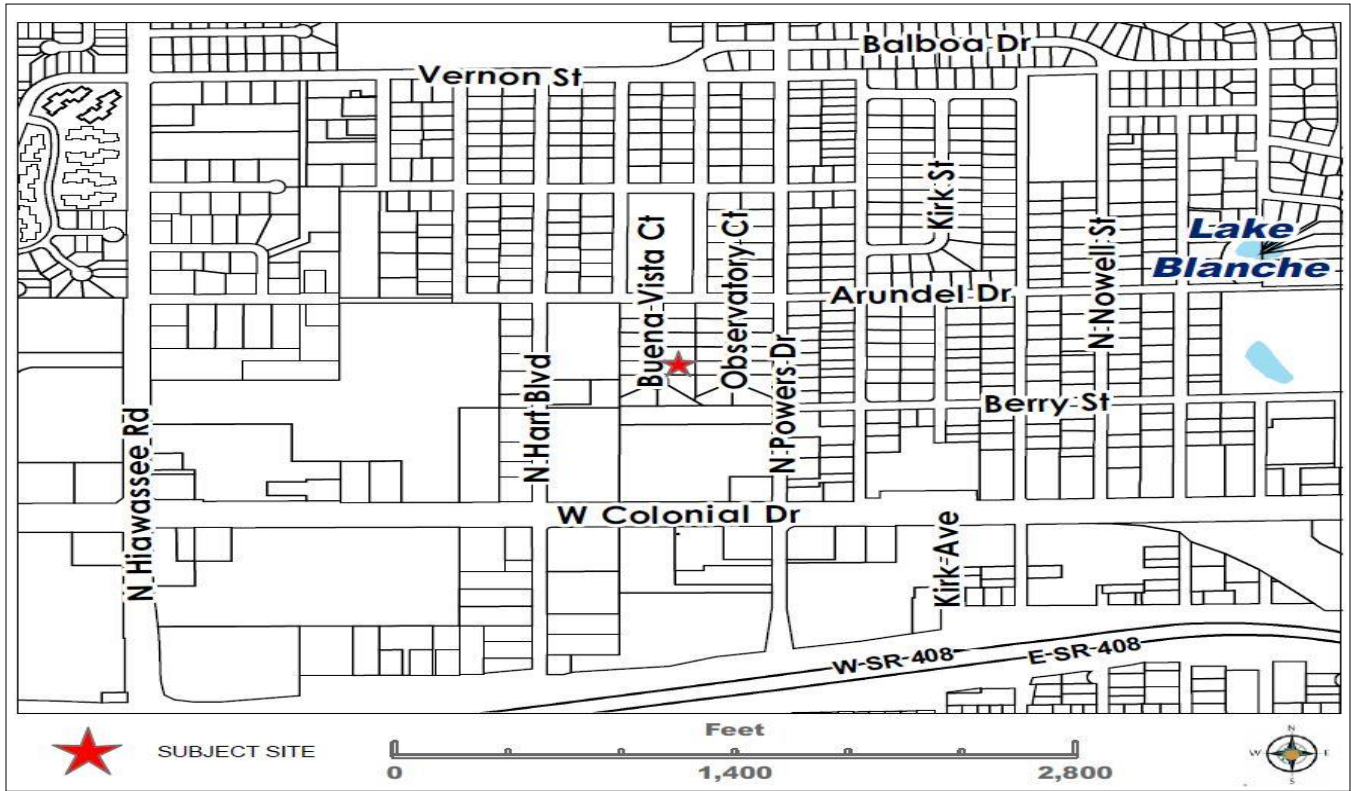 Balboa Dr
Vernon St
Kirk St
Buena Vista Ct
Observatory Ct
N Nowell St
Lake
Blanche
Arundel Dr
N Hart Blvd
N Powers Dr
Berry St
N Hiawassee Rd
W Colonial Dr
Kirk Ave
W SR 408
E SR 408
SUBJECT SITE
Feet
0 1,400 2,800
N
W E
S